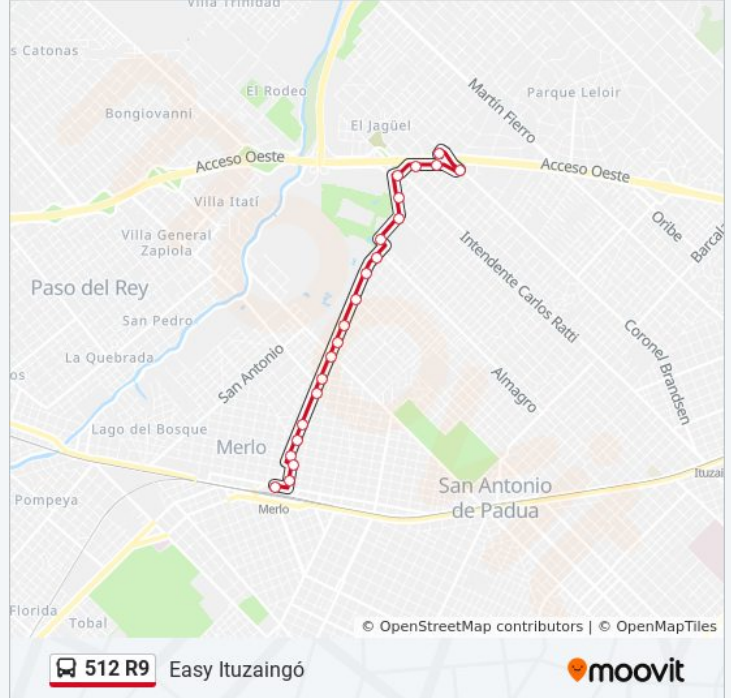 Villa Trinidad
s Catonas
El Rodeo
Martín Fierro
Parque Leloir
Bongiovanni
El Jagüel
Acceso Oeste
Acceso Oeste
Villa Itatí
Oribe
Villa General
Zapiola
Barcala
Intendente Carlos Ratti
Paso del Rey
San Pedro
Coronel Brandsen
La Quebrada
San Antonio
os
Almagro
Lago del Bosque
Merlo
Ituzai
San Antonio
de Padua
Pompeya
Merlo
Florida
Tobal
© OpenStreetMap contributors | © OpenMapTiles
512 R9 Easy Ituzaingó
moovit